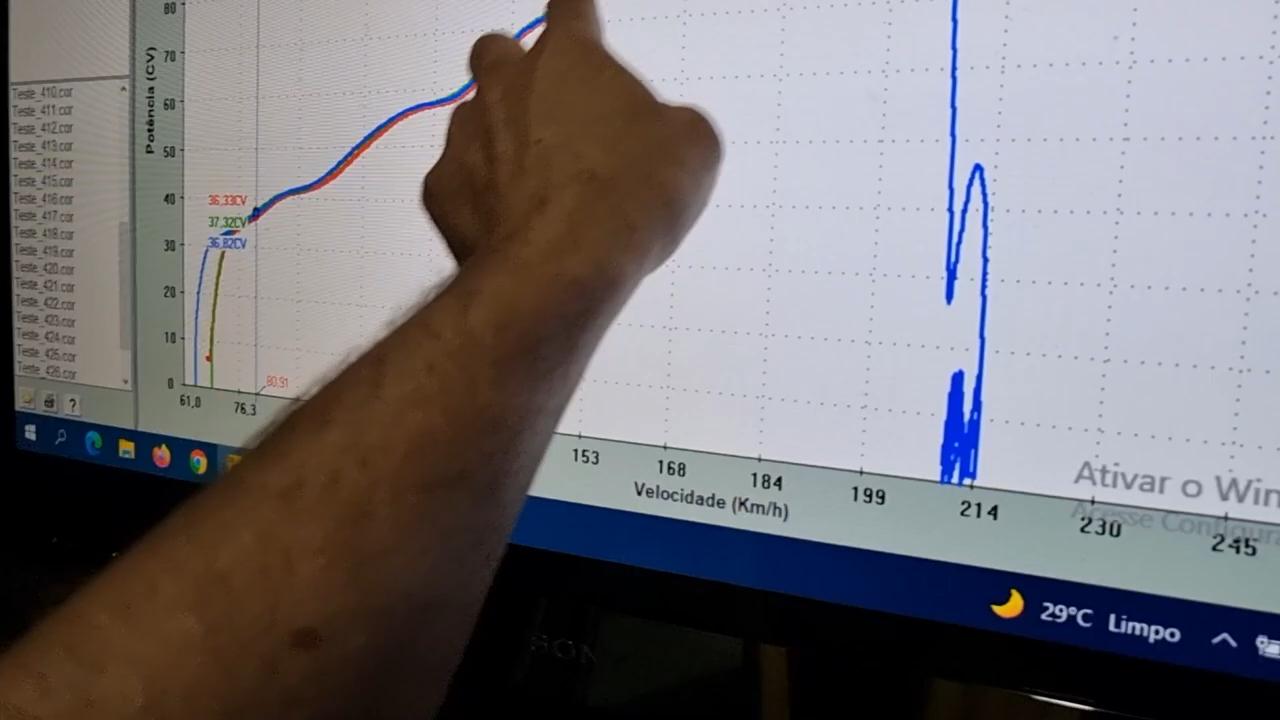 80
70
60
50
40
30
20
10
0
Potência (CV)
Teste_410.cor
Teste_411.cor
Teste_412.cor
Teste_413.cor
Teste_414.cor
Teste_415.cor
Teste_416.cor
Teste_417.cor
Teste_418.cor
Teste_419.cor
Teste_420.cor
Teste_421.cor
Teste_422.cor
Teste_423.cor
Teste_424.cor
Teste_425.cor
Teste_426.cor
36,33CV
37,32CV
36,82CV
80,91
61,0
76,3
153
168
184
199
214
230
245
Velocidade (Km/h)
Ativar o Win
Acesse Configura
?
29°C Limpo